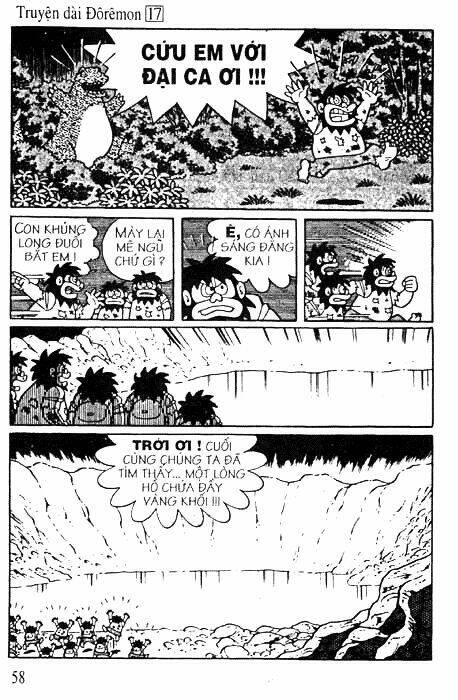 Truyện dài Đôrêmon 17
CỨU EM VỚI
ĐẠI CA ƠI !!!
CON KHỦNG
LONG ĐUỔI
BẮT EM !
MÀY LẠI
MÊ NGỦ
CHỨ GÌ ?
Ê, CÓ ÁNH
SÁNG ĐẰNG
KIA !
TRỜI ƠI ! CUỐI
CÙNG CHÚNG TA ĐÃ
TÌM THẤY... MỘT LÒNG
HỒ CHỨA ĐẦY
VÀNG KHỐI !!!
58